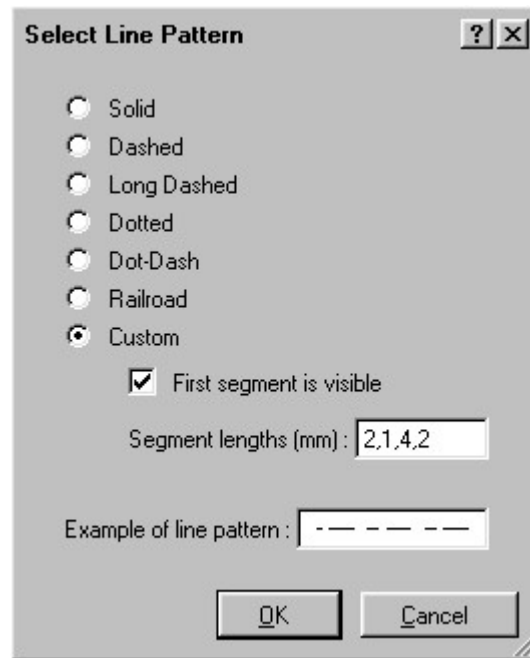 Select Line Pattern ? ×
Solid
Dashed
Long Dashed
Dotted
Dot-Dash
Railroad
Custom
First segment is visible
Segment lengths (mm) : 2,1,4,2
Example of line pattern :
OK Cancel